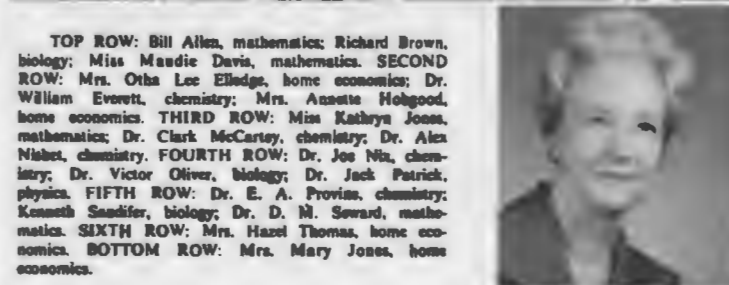 TOP ROW: Bill Allen, mathematics; Richard Brown,
biology; Miss Maudie Davis, mathematics. SECOND
ROW: Mrs. Otha Lee Elledge, home economics; Dr.
William Everett, chemistry; Mrs. Annette Hobgood,
home economics. THIRD ROW: Miss Kathryn Jones,
mathematics; Dr. Clark McCartey, chemistry; Dr. Alex
Nisbet, chemistry. FOURTH ROW: Dr. Joe Nix, chem-
istry; Dr. Victor Oliver, biology; Dr. Jack Patrick,
physics. FIFTH ROW: Dr. E. A. Provine, chemistry;
Kenneth Sandifer, biology; Dr. D. M. Seward, mathe-
matics. SIXTH ROW: Mrs. Hazel Thomas, home eco-
nomics. BOTTOM ROW: Mrs. Mary Jones, home
economics.